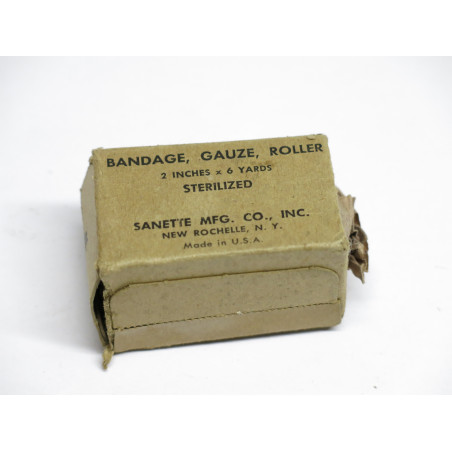 BANDAGE, GAUZE, ROLLER
2 INCHES x 6 YARDS
STERILIZED
SANETTE MFG. CO., INC.
NEW ROCHELLE, N. Y.
Made in U.S.A